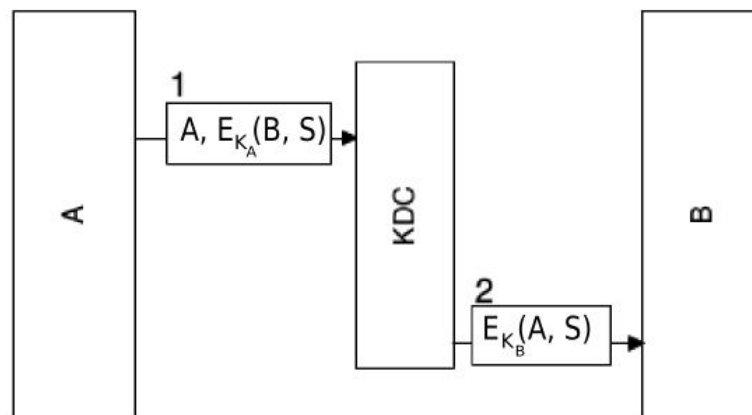 1
A, E_{K_A}(B, S)
A
KDC
B
2
E_{K_B}(A, S)